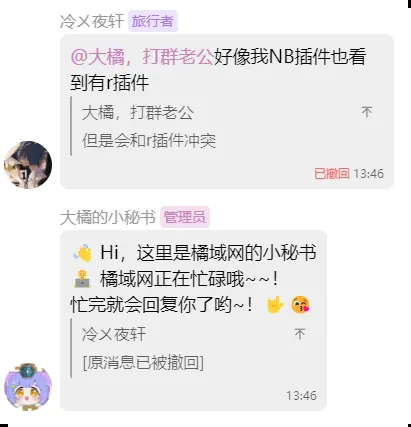 冷㐅夜轩 旅行者
@大橘，打群老公好像我NB插件也看
到有r插件
大橘，打群老公
但是会和r插件冲突
已撤回 13:46
大橘的小秘书 管理员
👋 Hi，这里是橘域网的小秘书
👨‍💻 橘域网正在忙碌哦~~！
忙完就会回复你了哟~！🤟 😘
冷㐅夜轩
[原消息已被撤回]
13:46